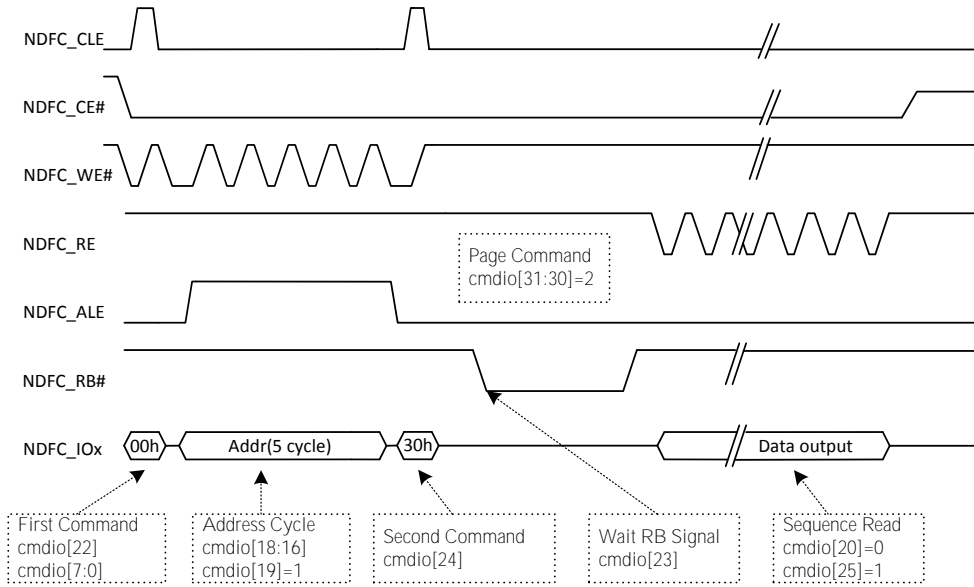 NDFC_CLE
NDFC_CE#
NDFC_WE#
NDFC_RE
Page Command
cmdio[31:30]=2
NDFC_ALE
NDFC_RB#
NDFC_IOx
00h
Addr(5 cycle)
30h
Data output
First Command
cmdio[22]
cmdio[7:0]
Address Cycle
cmdio[18:16]
cmdio[19]=1
Second Command
cmdio[24]
Wait RB Signal
cmdio[23]
Sequence Read
cmdio[20]=0
cmdio[25]=1